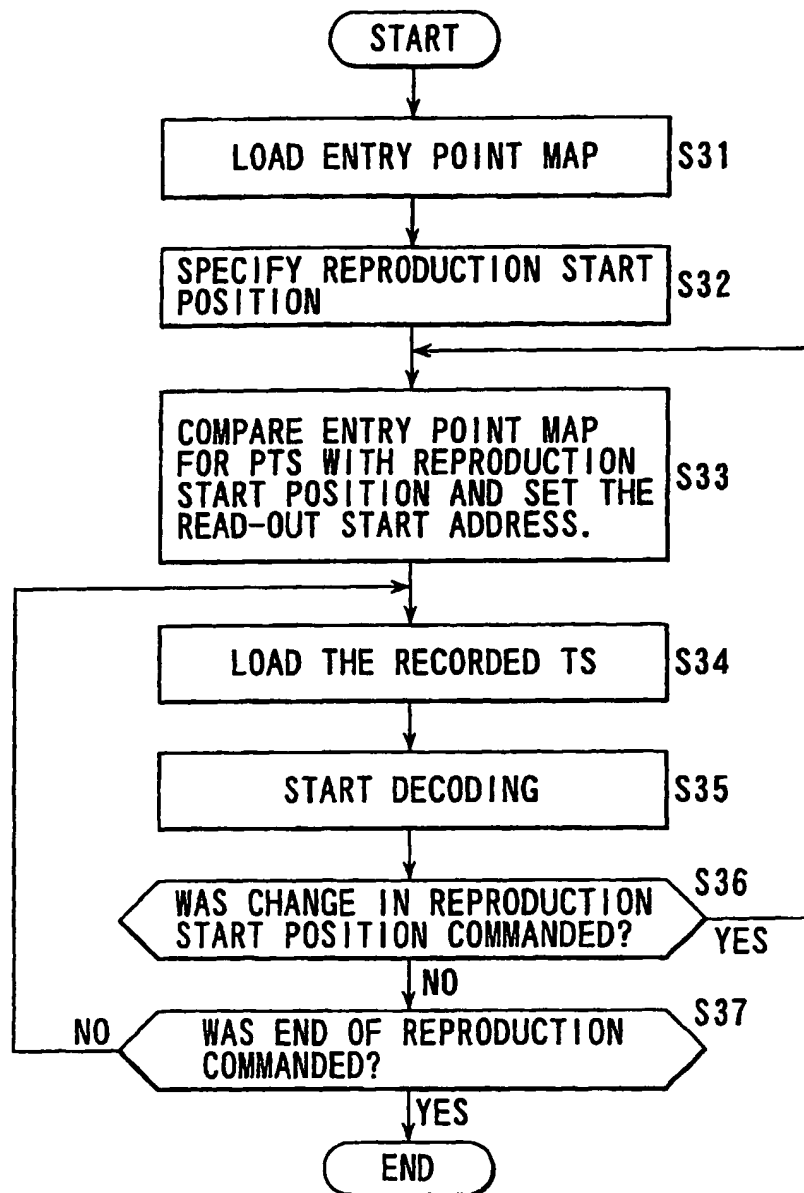 START
LOAD ENTRY POINT MAP
S31
SPECIFY REPRODUCTION START
POSITION
S32
COMPARE ENTRY POINT MAP
FOR PTS WITH REPRODUCTION
START POSITION AND SET THE
READ-OUT START ADDRESS.
S33
LOAD THE RECORDED TS
S34
START DECODING
S35
WAS CHANGE IN REPRODUCTION
START POSITION COMMANDED?
S36
YES
NO
WAS END OF REPRODUCTION
COMMANDED?
S37
NO
YES
END